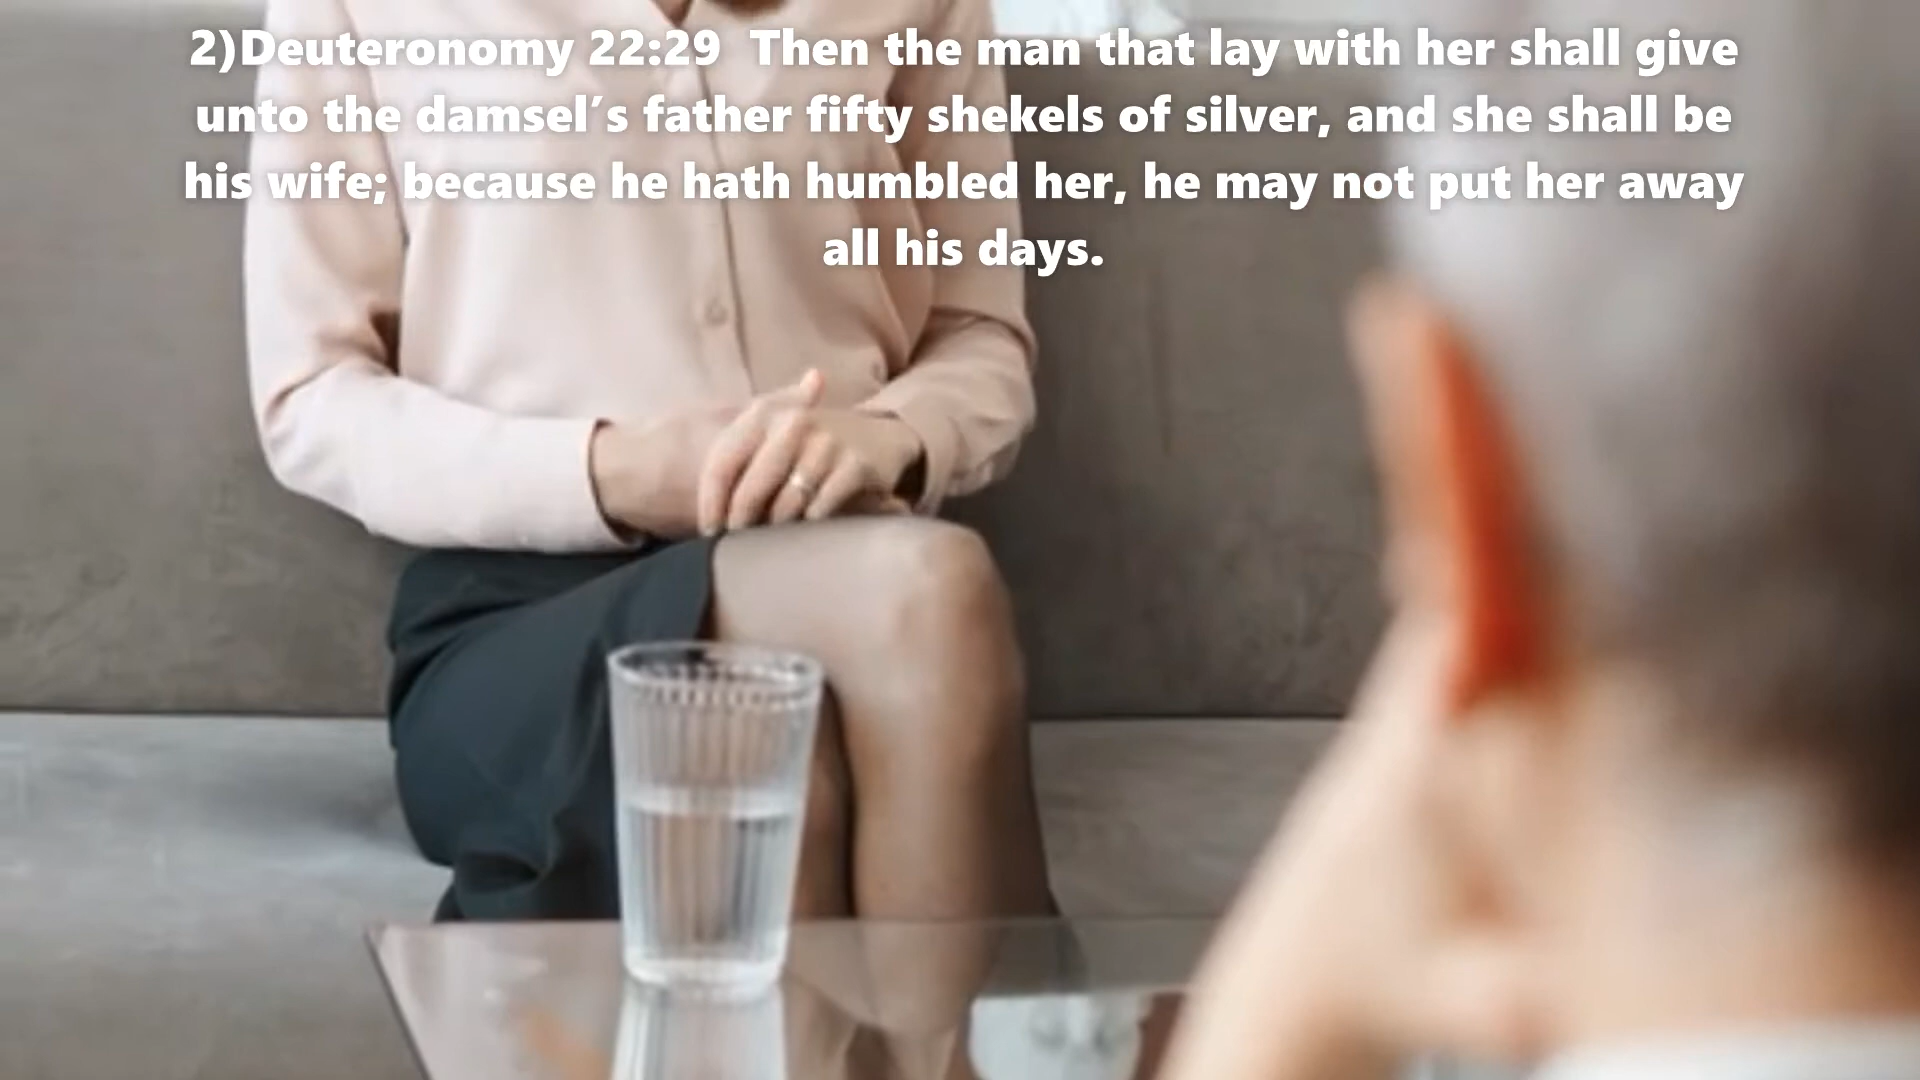 2)Deuteronomy 22:29  Then the man that lay with her shall give
unto the damsel′s father fifty shekels of silver, and she shall be
his wife; because he hath humbled her, he may not put her away
all his days.